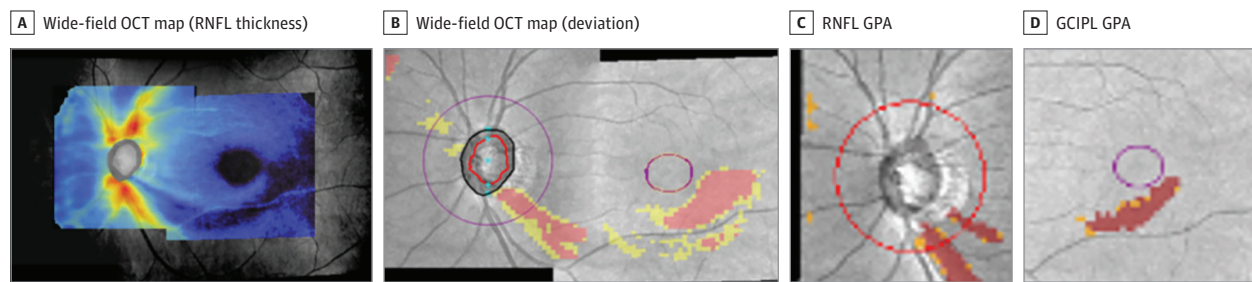 A Wide-field OCT map (RNFL thickness)
B Wide-field OCT map (deviation)
C RNFL GPA
D GCIPL GPA